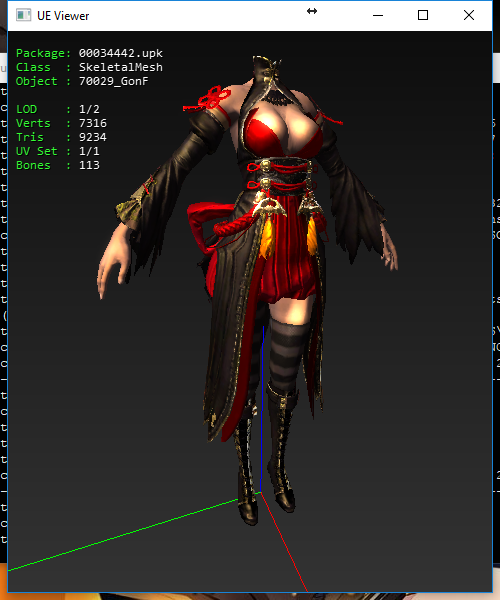 UE Viewer
Package: 00034442.upk
Class : SkeletalMesh
Object : 70029_GonF
LOD : 1/2
Verts : 7316
Tris : 9234
UV Set : 1/1
Bones : 113